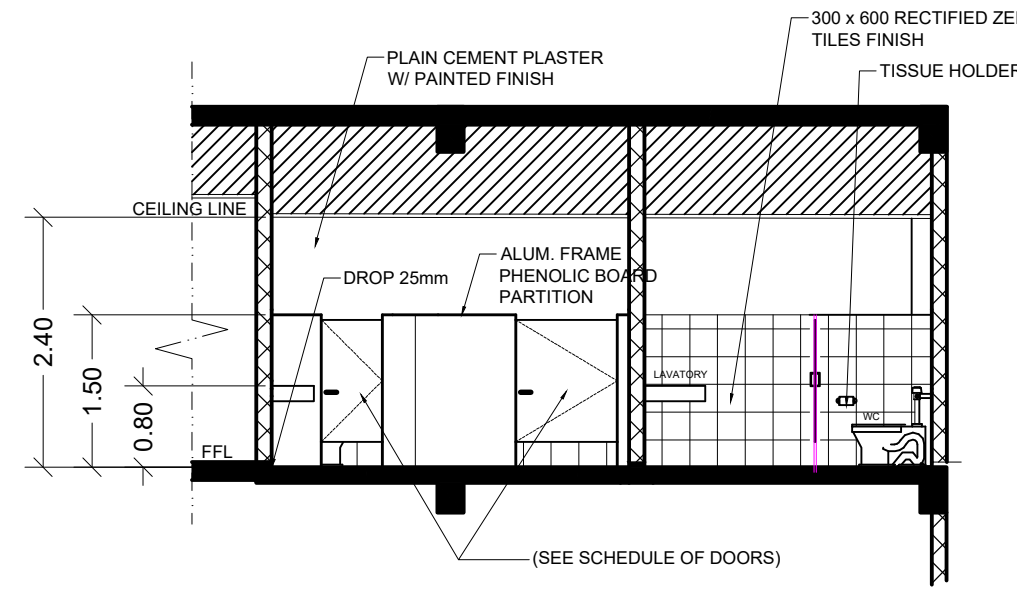 300 x 600 RECTIFIED
TILES FINISH
TISSUE HOLDER
PLAIN CEMENT PLASTER
W/ PAINTED FINISH
CEILING LINE
ALUM. FRAME
PHENOLIC BOARD
PARTITION
DROP 25mm
2.40
1.50
0.80
LAVATORY
WC
FFL
(SEE SCHEDULE OF DOORS)